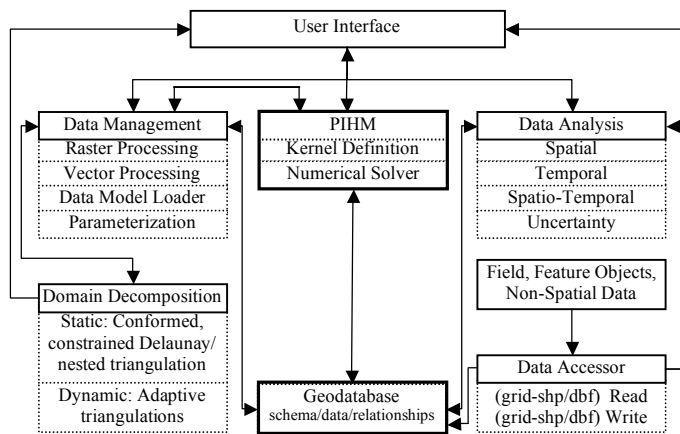 User Interface
Data Management
Raster Processing
Vector Processing
Data Model Loader
Parameterization
PIHM
Kernel Definition
Numerical Solver
Data Analysis
Spatial
Temporal
Spatio-Temporal
Uncertainty
Domain Decomposition
Static: Conformed,
constrained Delaunay/
nested triangulation
Dynamic: Adaptive
triangulations
Geodatabase
schema/data/relationships
Field, Feature Objects,
Non-Spatial Data
Data Accessor
(grid-shp/dbf) Read
(grid-shp/dbf) Write